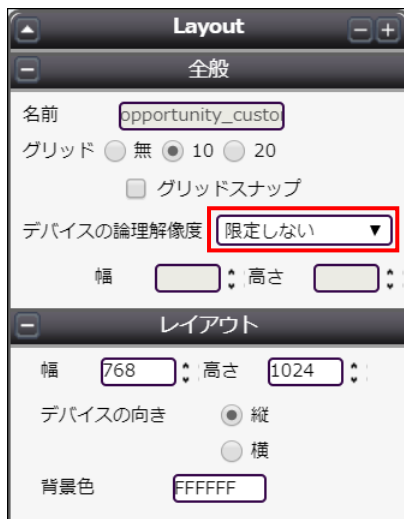 Layout
全般
名前 opportunity_custo
グリッド 無 10 20
グリッドスナップ
デバイスの論理解像度 限定しない
幅 高さ
レイアウト
幅 768 高さ 1024
デバイスの向き 縦
横
背景色 FFFFFF